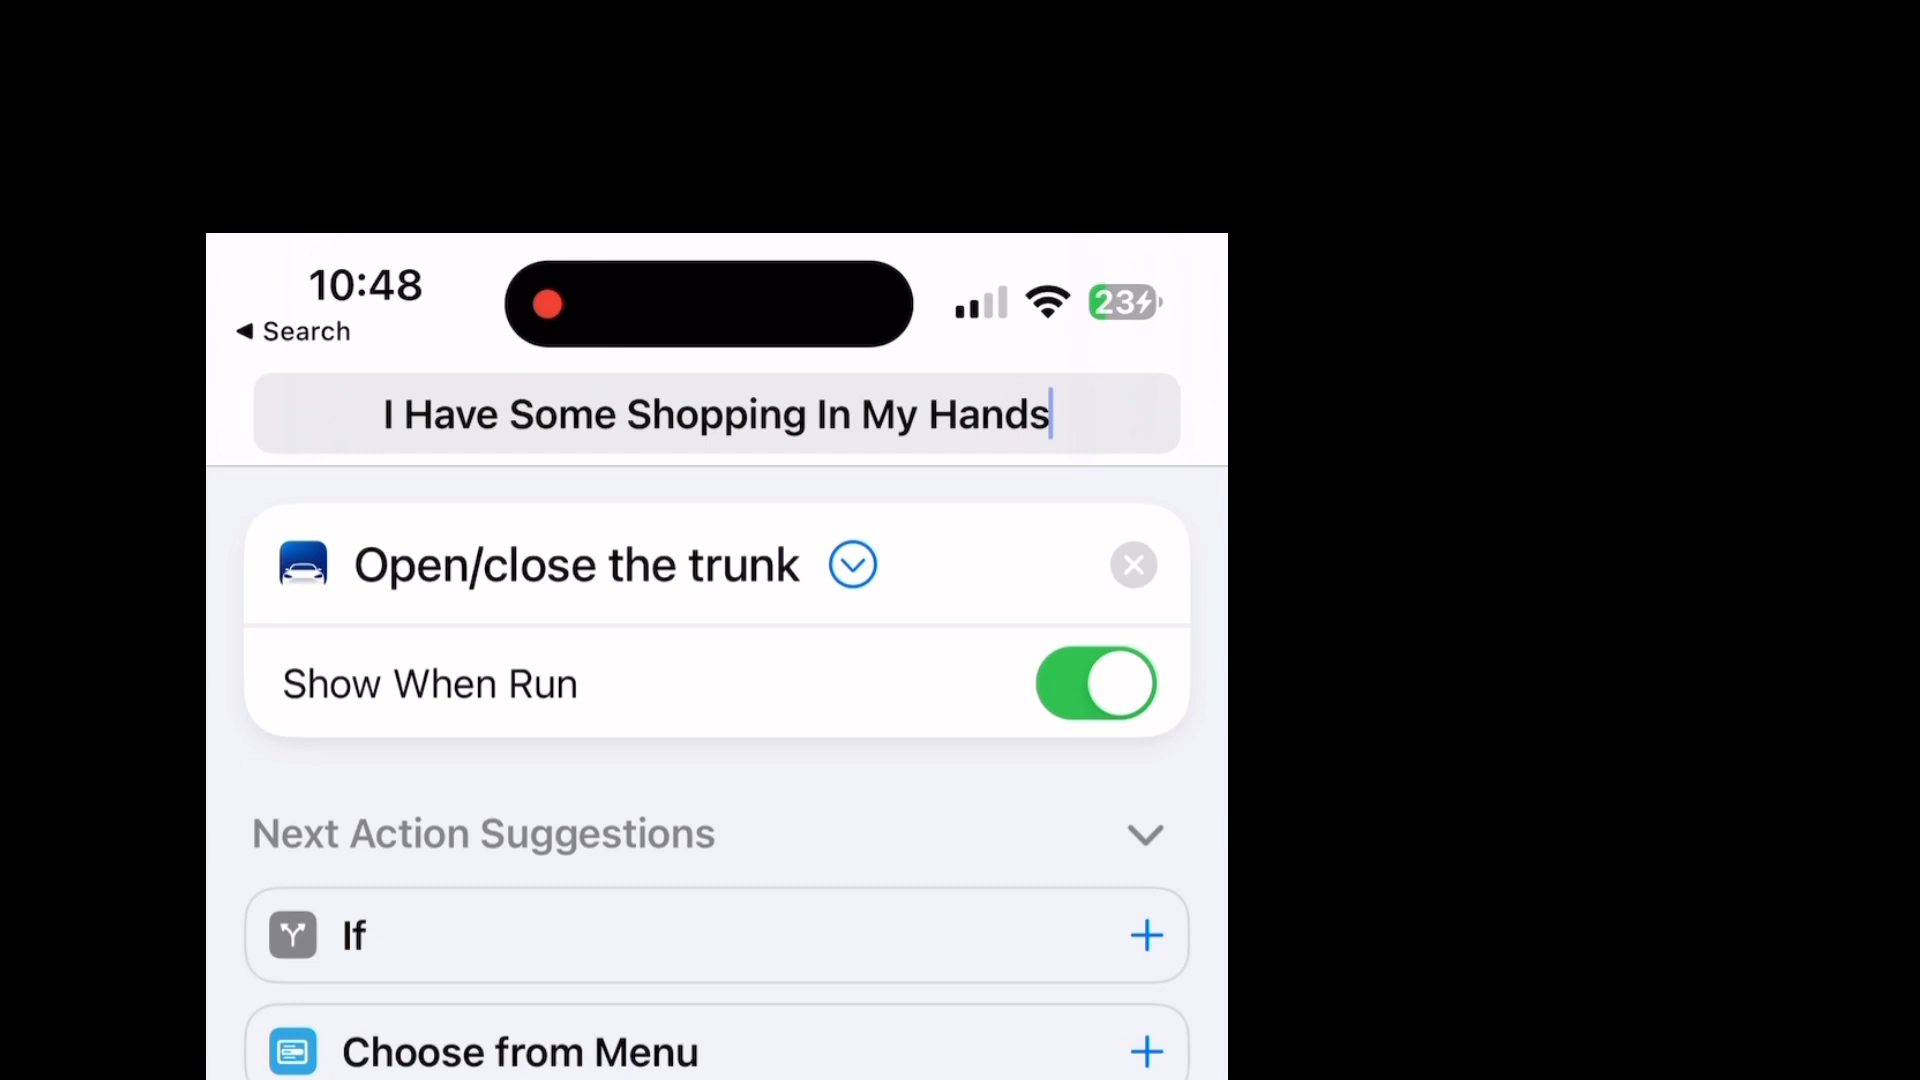 10:48
◀ Search
23
I Have Some Shopping In My Hands
Open/close the trunk
Show When Run
Next Action Suggestions
If
Choose from Menu